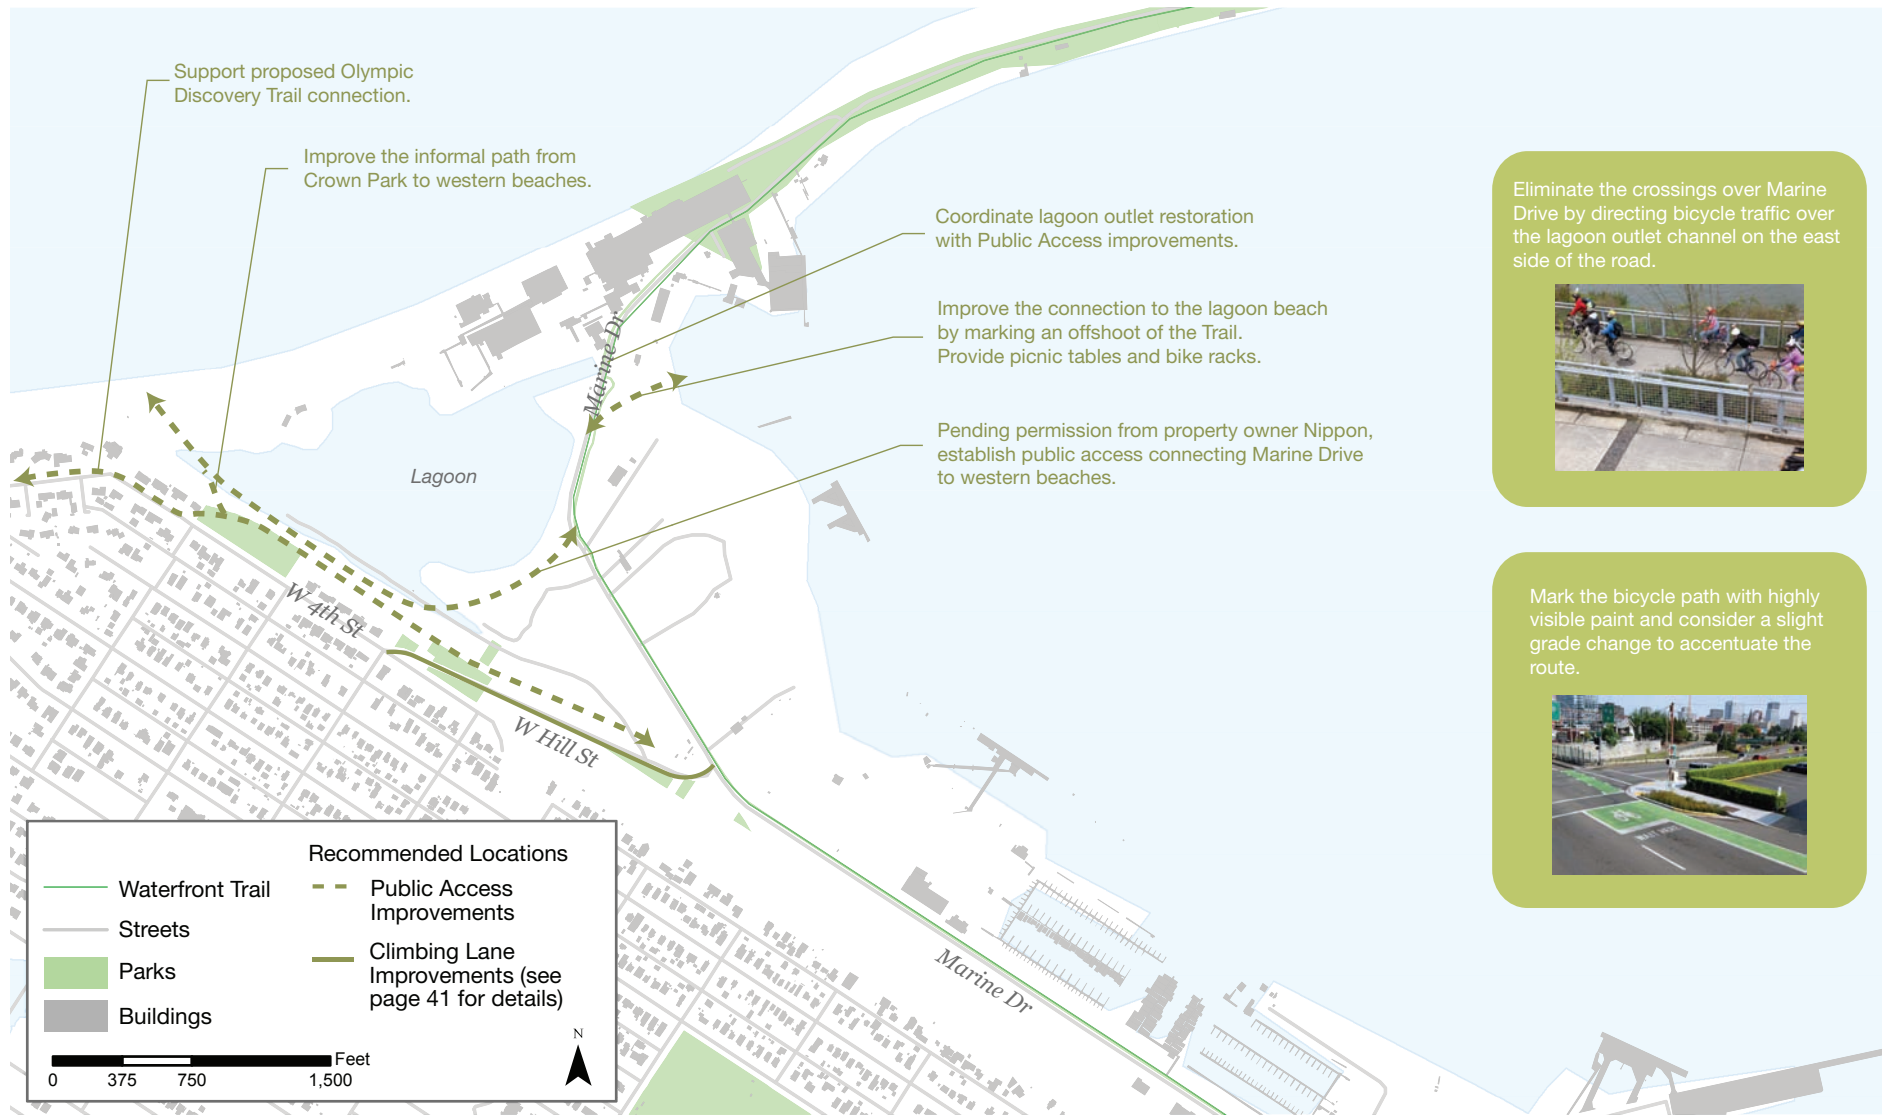 Support proposed Olympic
Discovery Trail connection.
Improve the informal path from
Crown Park to western beaches.
Coordinate lagoon outlet restoration
with Public Access improvements.
Improve the connection to the lagoon beach
by marking an offshoot of the Trail.
Provide picnic tables and bike racks.
Pending permission from property owner Nippon,
establish public access connecting Marine Drive
to western beaches.
Eliminate the crossings over Marine
Drive by directing bicycle traffic over
the lagoon outlet channel on the east
side of the road.
Mark the bicycle path with highly
visible paint and consider a slight
grade change to accentuate the
route.
WAIT HERE
Marine Dr
Lagoon
W 4th St
W Hill St
Marine Dr
Recommended Locations
Waterfront Trail
Streets
Parks
Buildings
Public Access
Improvements
Climbing Lane
Improvements (see
page 41 for details)
N
Feet
0 375 750 1,500